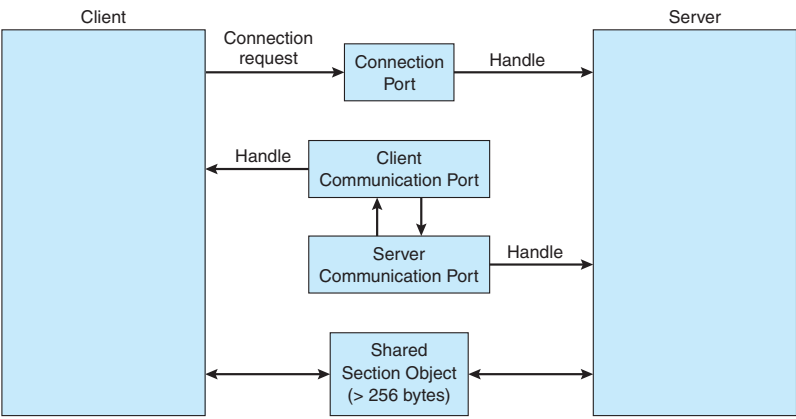 Client
Server
Connection
request
Connection
Port
Handle
Handle
Client
Communication Port
Server
Communication Port
Handle
Shared
Section Object
(> 256 bytes)